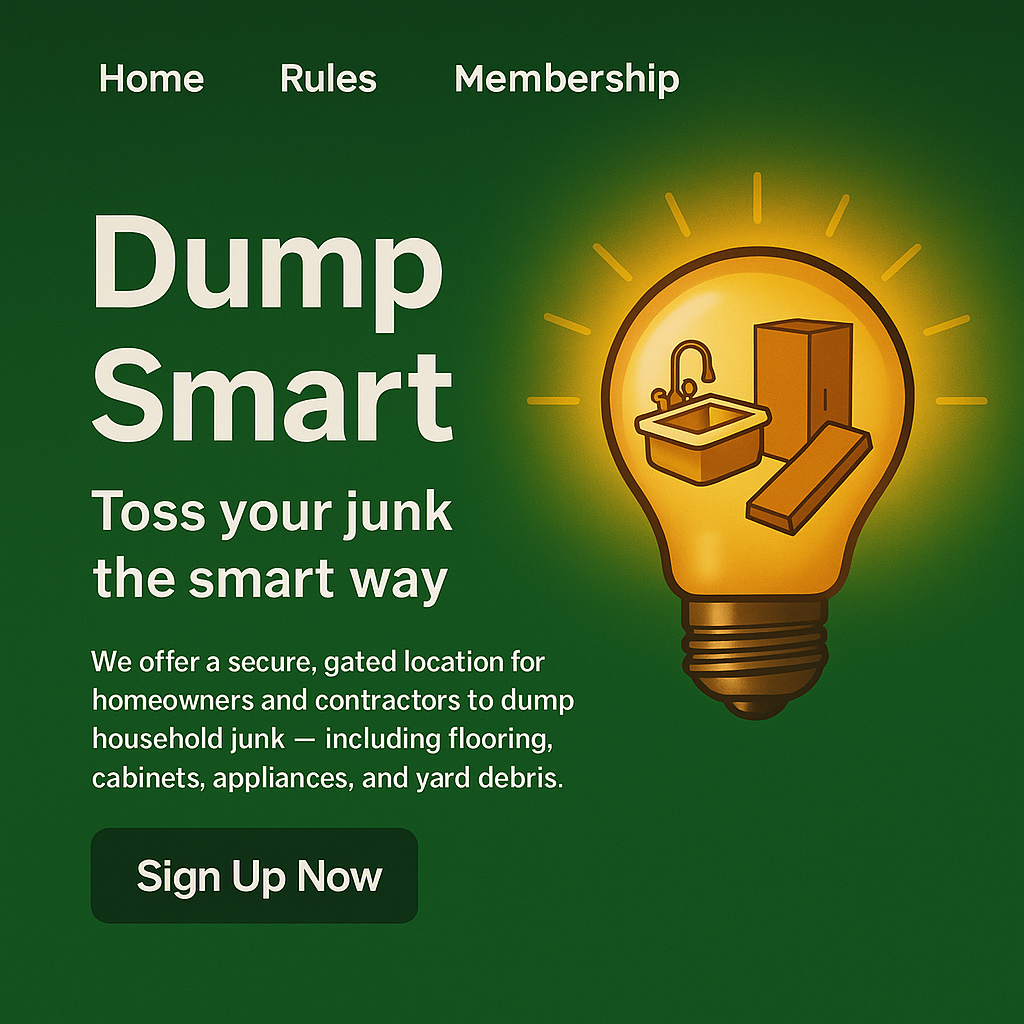 Home Rules Membership
Dump
Smart
Toss your junk
the smart way
We offer a secure, gated location for
homeowners and contractors to dump
household junk — including flooring,
cabinets, appliances, and yard debris.
Sign Up Now